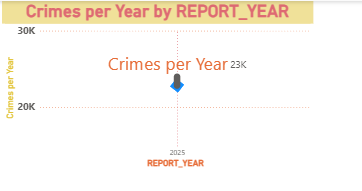 Crimes per Year by REPORT_YEAR
30K
Crimes per Year 23K
Crimes per Year
20K
2025
REPORT_YEAR